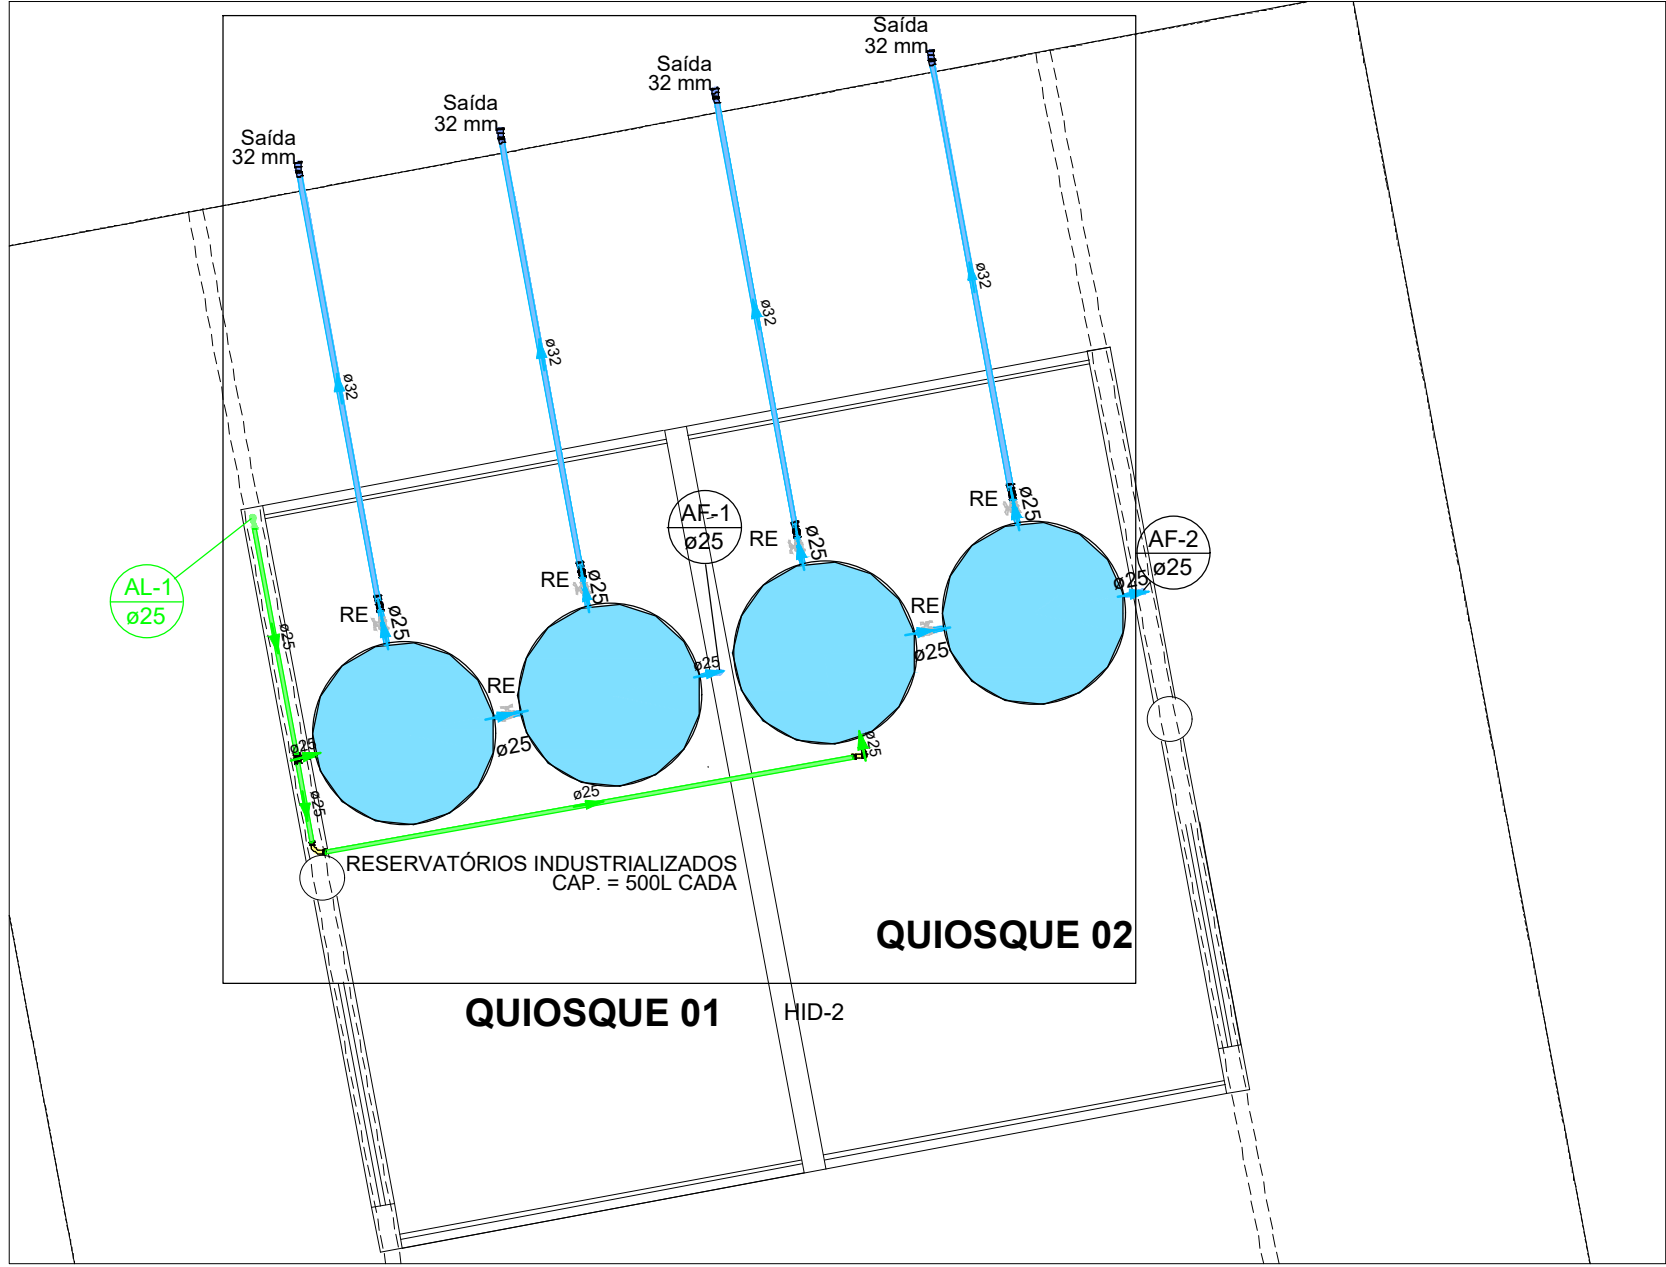 Saída
32 mm
Saída
32 mm
Saída
32 mm
Saída
32 mm
ø32
ø32
ø32
ø32
RE
ø25
RE
ø25
RE
ø25
RE
ø25
AF-1
ø25
AF-2
ø25
ø25
AL-1
ø25
ø25
RE
ø25
RE
ø25
ø25
ø25
ø25
ø25
ø25
RESERVATÓRIOS INDUSTRIALIZADOS
CAP. = 500L CADA
QUIOSQUE 02
QUIOSQUE 01
HID-2